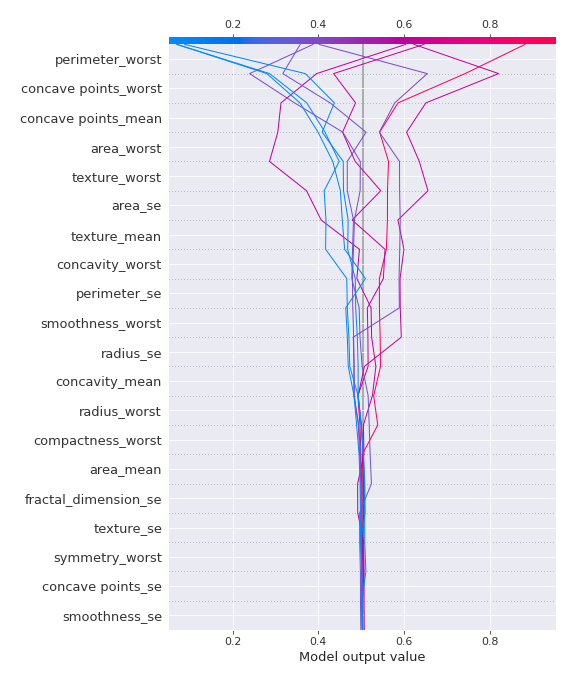 0.2 0.4 0.6 0.8
perimeter_worst
concave points_worst
concave points_mean
area_worst
texture_worst
area_se
texture_mean
concavity_worst
perimeter_se
smoothness_worst
radius_se
concavity_mean
radius_worst
compactness_worst
area_mean
fractal_dimension_se
texture_se
symmetry_worst
concave points_se
smoothness_se
0.2 0.4 0.6 0.8
Model output value